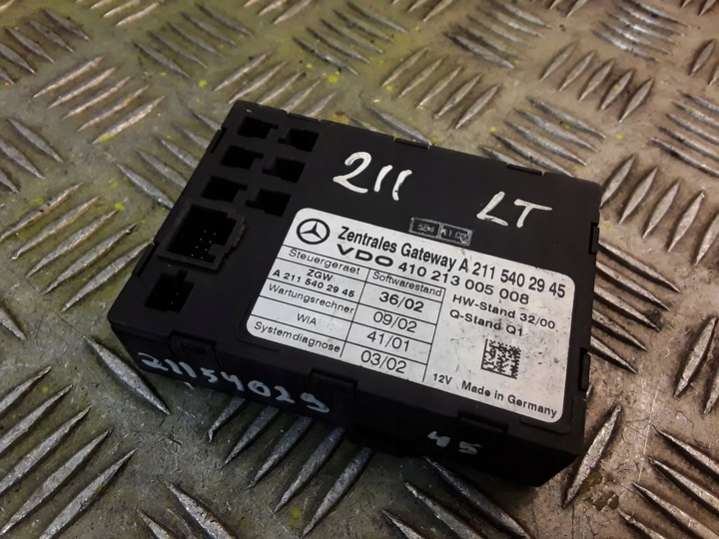 211 LT
Zentrales Gateway A 211 540 29 45
VDO 410 213 005 008
Steuergeraet Softwarestand HW-Stand 32/00
ZGW 36/02 Q-Stand Q1
A 211 540 29 45
Wartungsrechner 09/02
WIA 41/01
Systemdiagnose 03/02
12V Made in Germany
21154029
45